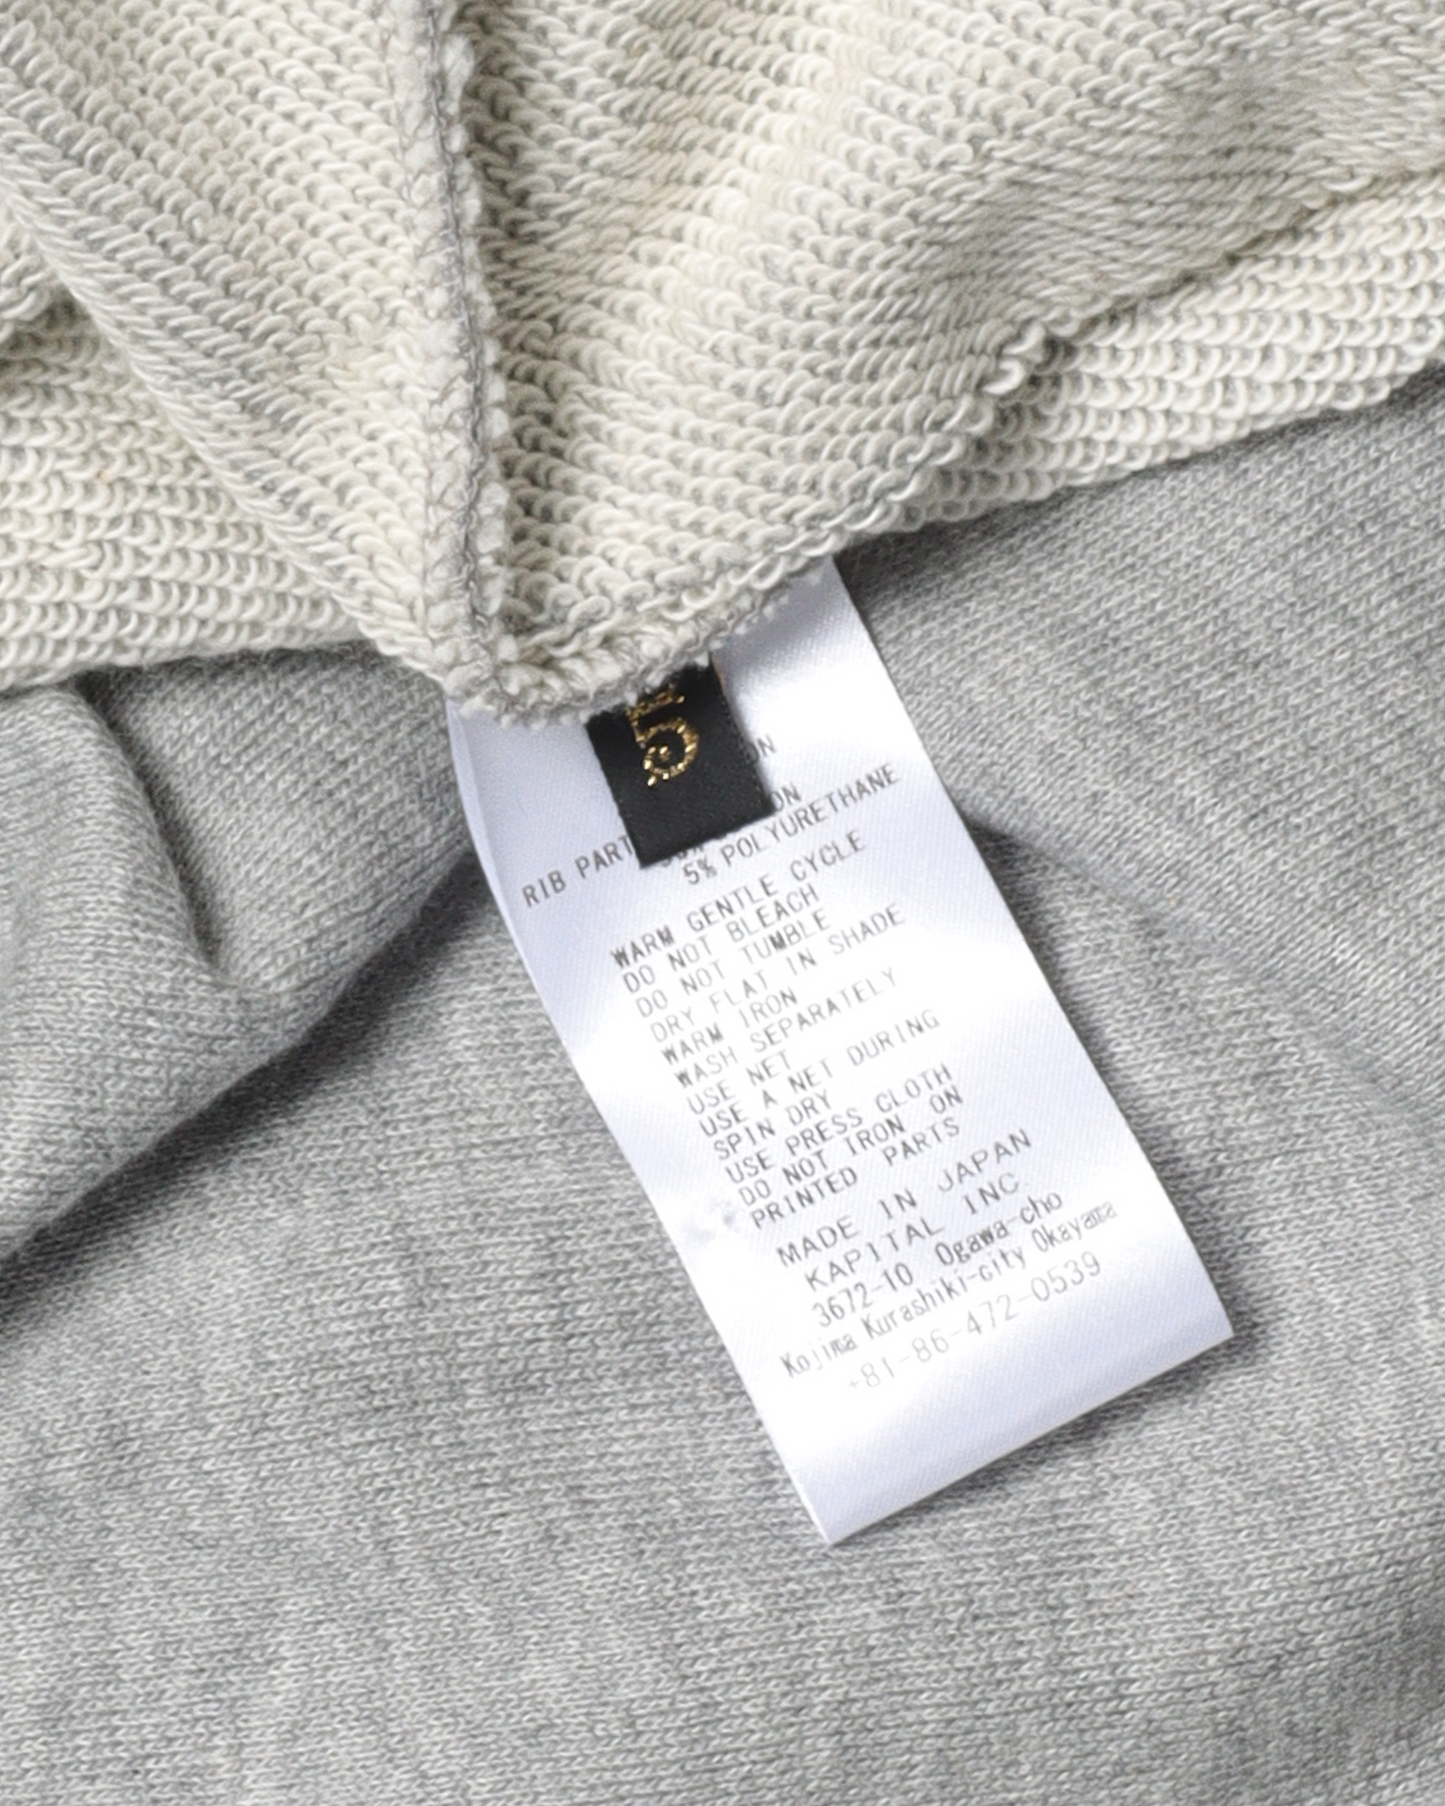 5
ON
ON
RIB PART
5% POLYURETHANE
WARM GENTLE CYCLE
DO NOT BLEACH
DO NOT TUMBLE
DRY FLAT IN SHADE
WARM IRON
WASH SEPARATELY
USE NET
USE A NET DURING
SPIN DRY
USE PRESS CLOTH
DO NOT IRON ON
PRINTED PARTS
MADE IN JAPAN
KAPITAL INC.
3672-10 Ogawa-cho
Kojima Kurashiki-city Okayama
+81-86-472-0539